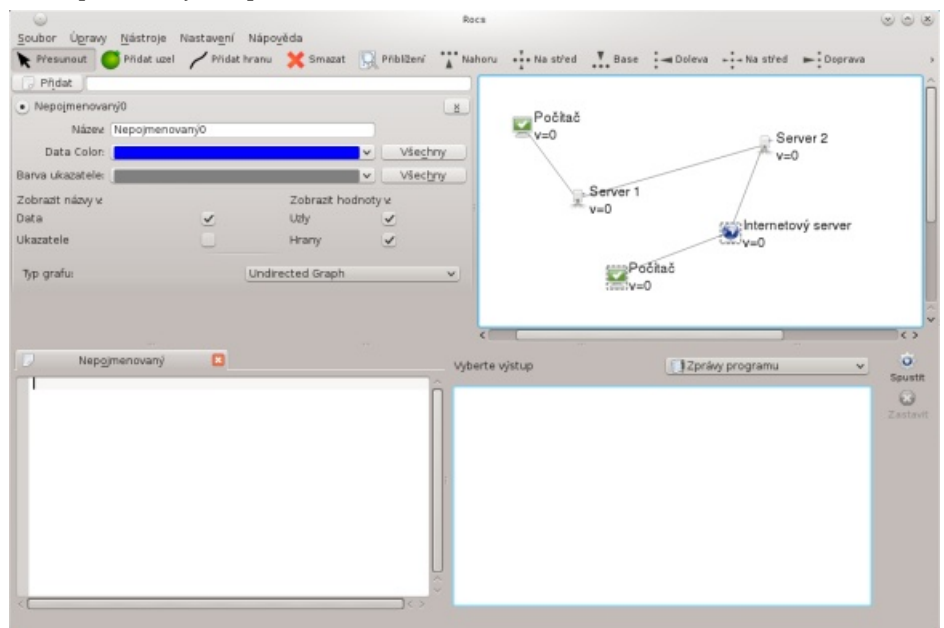 Rocs
Soubor Úpravy Nástroje Nastavení Nápověda
Přesunout Přidat uzel Přidat hranu Smazat Přiblížení Nahoru Na střed Base Doleva Na střed Doprava
Přidat
Nepojmenovaný0
Název: Nepojmenovaný0
Data Color: Všechny
Barva ukazatele: Všechny
Zobrazit názvy v: Zobrazit hodnoty v:
Data Uzly
Ukazatele Hrany
Typ grafu: Undirected Graph
Počítač
v=0
Server 2
v=0
Server 1
v=0
Internetový server
v=0
Počítač
v=0
Nepojmenovaný
Vyberte výstup Zprávy programu
Spustit
Zastavit